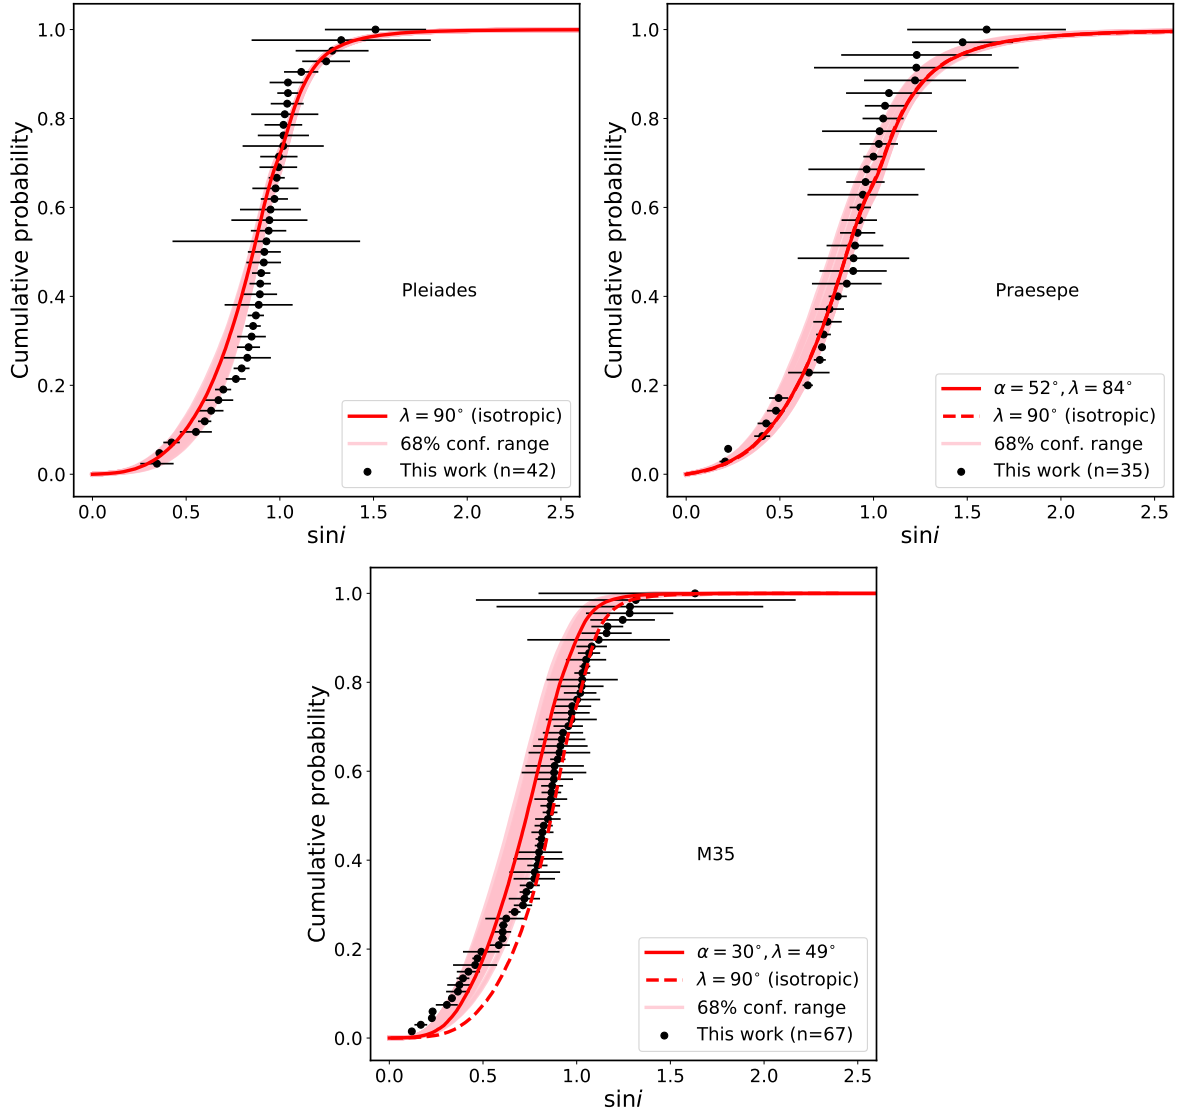 1.0
0.8
0.6
0.4
0.2
0.0
Cumulative probability
Pleiades
λ = 90° (isotropic)
68% conf. range
This work (n=42)
0.0 0.5 1.0 1.5 2.0 2.5
sini
1.0
0.8
0.6
0.4
0.2
0.0
Cumulative probability
Praesepe
α = 52°, λ = 84°
λ = 90° (isotropic)
68% conf. range
This work (n=35)
0.0 0.5 1.0 1.5 2.0 2.5
sini
1.0
0.8
0.6
0.4
0.2
0.0
Cumulative probability
M35
α = 30°, λ = 49°
λ = 90° (isotropic)
68% conf. range
This work (n=67)
0.0 0.5 1.0 1.5 2.0 2.5
sini